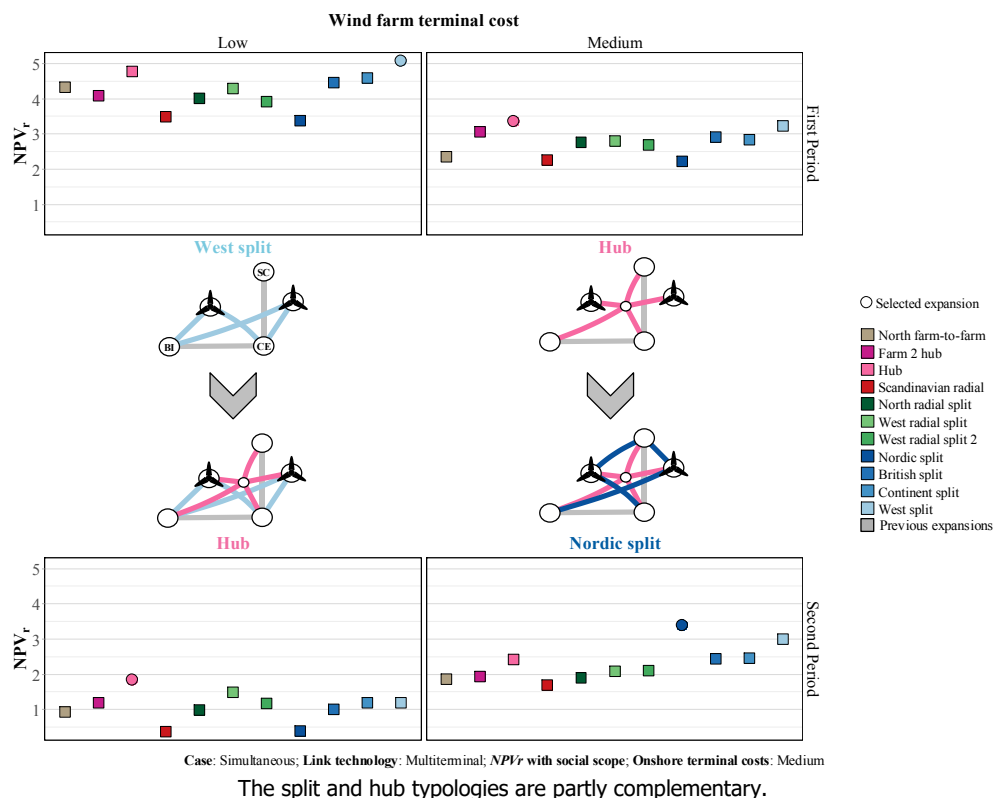 Wind farm terminal cost
Low
Medium
NPVr
5
4
3
2
1
First Period
West split
Hub
SC
BI
CE
Hub
Nordic split
NPVr
5
4
3
2
1
Second Period
Selected expansion
North farm-to-farm
Farm 2 hub
Hub
Scandinavian radial
North radial split
West radial split
West radial split 2
Nordic split
British split
Continent split
West split
Previous expansions
Case: Simultaneous; Link technology: Multiterminal; NPVr with social scope; Onshore terminal costs: Medium
The split and hub typologies are partly complementary.